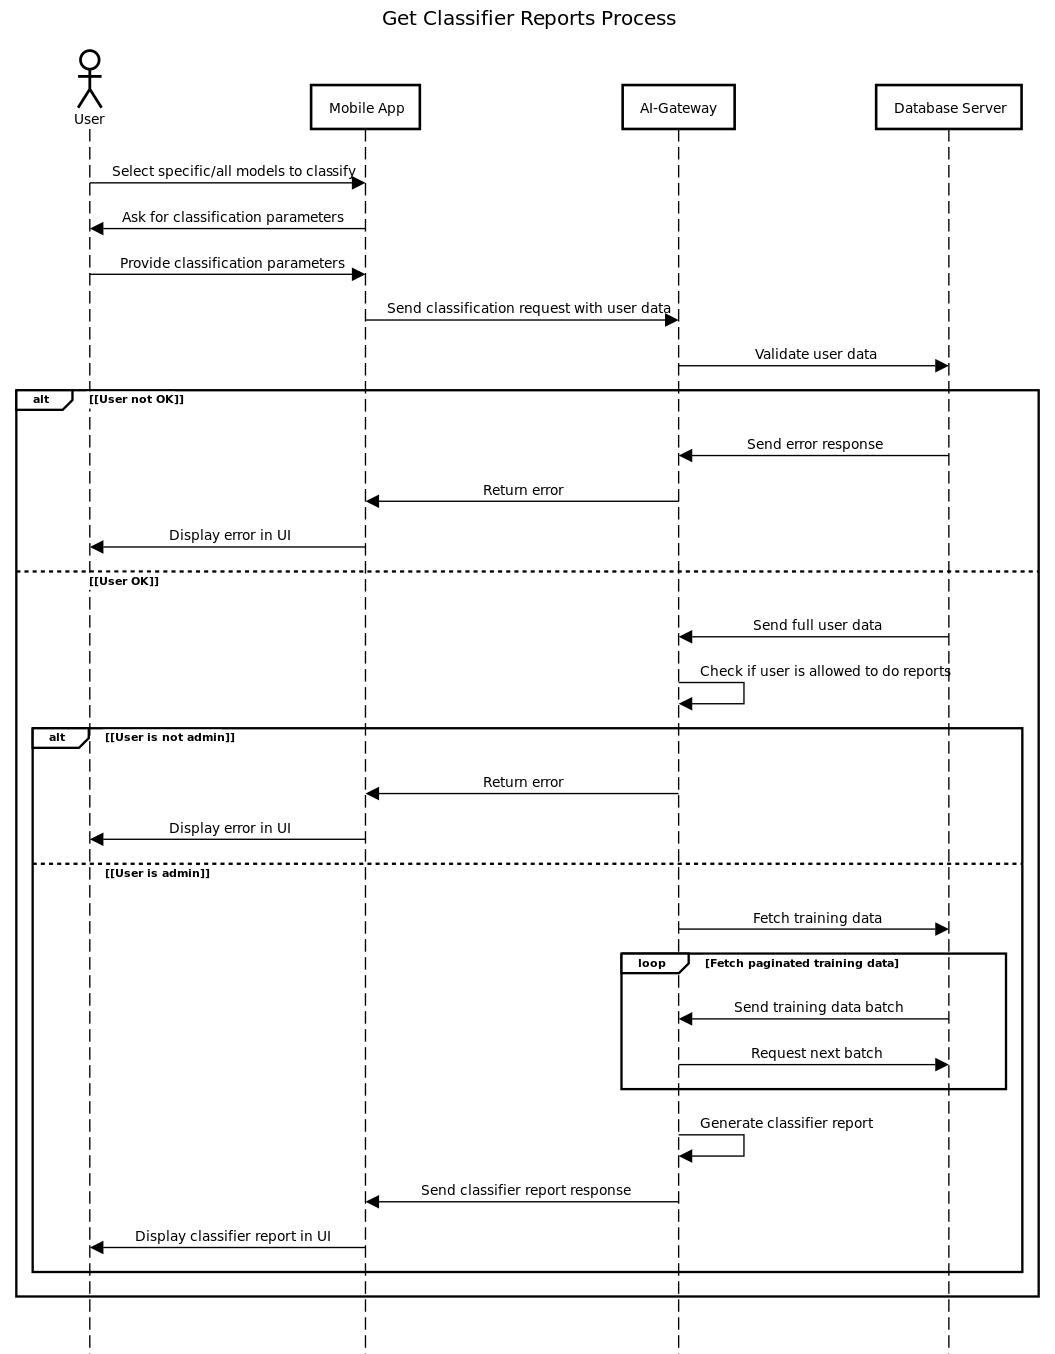 Get Classifier Reports Process
User
Mobile App
AI-Gateway
Database Server
Select specific/all models to classify
Ask for classification parameters
Provide classification parameters
Send classification request with user data
Validate user data
alt
[[User not OK]]
Send error response
Return error
Display error in UI
[[User OK]]
Send full user data
Check if user is allowed to do reports
alt
[[User is not admin]]
Return error
Display error in UI
[[User is admin]]
Fetch training data
loop
[Fetch paginated training data]
Send training data batch
Request next batch
Generate classifier report
Send classifier report response
Display classifier report in UI